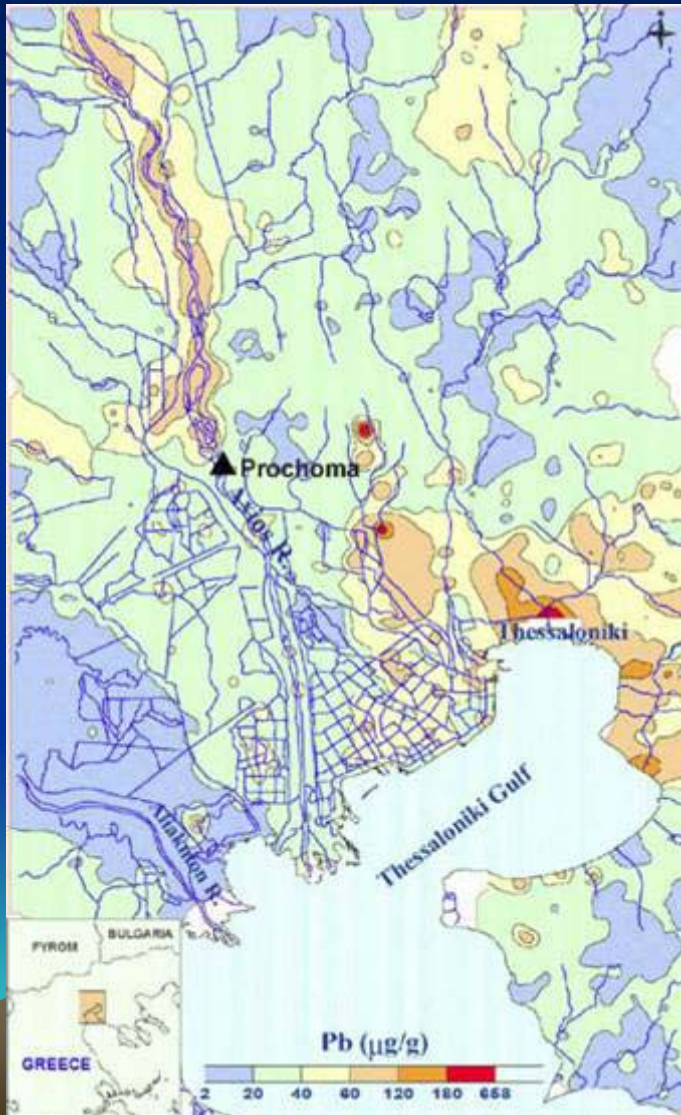 Prochoma
Axios R.
Thessaloniki
Thessaloniki Gulf
Aliakmon R.
FYROM
BULGARIA
GREECE
Pb (µg/g)
2 20 40 60 120 180 658